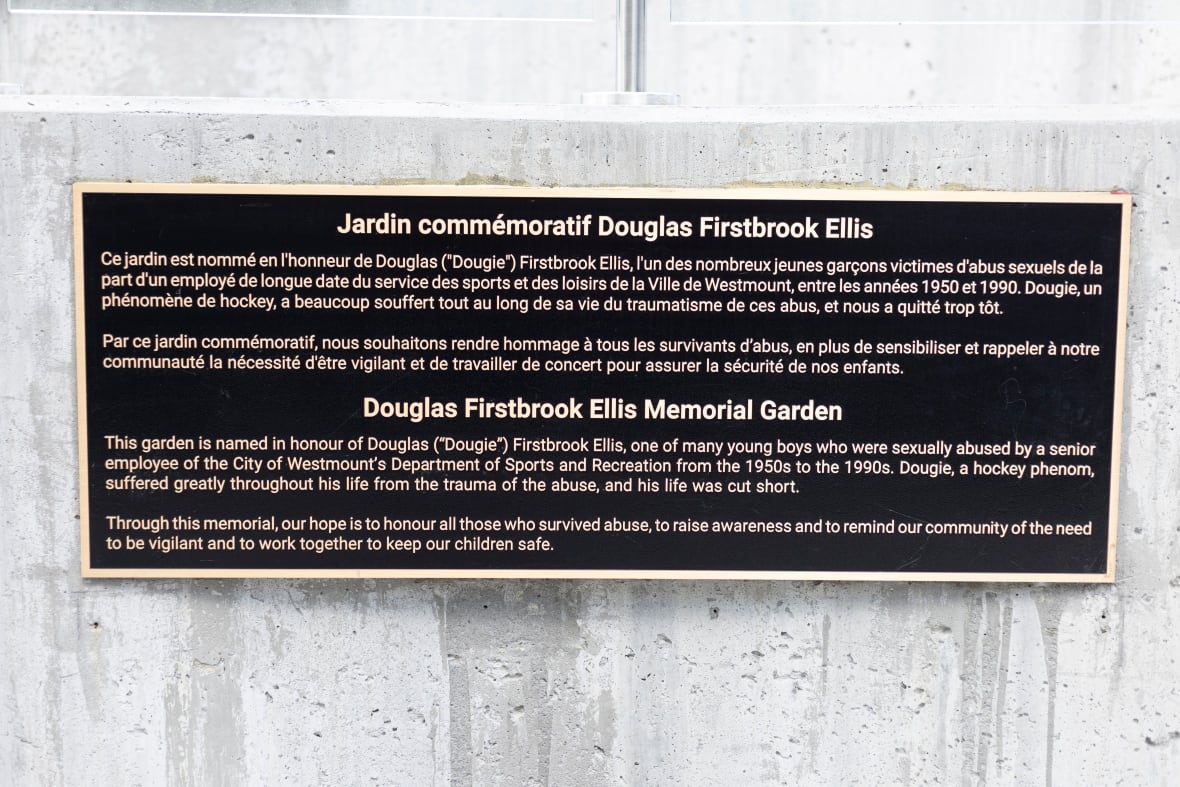 Jardin commémoratif Douglas Firstbrook Ellis
Ce jardin est nommé en l'honneur de Douglas ("Dougie") Firstbrook Ellis, l'un des nombreux jeunes garçons victimes d'abus sexuels de la
part d'un employé de longue date du service des sports et des loisirs de la Ville de Westmount, entre les années 1950 et 1990. Dougie, un
phénomène de hockey, a beaucoup souffert tout au long de sa vie du traumatisme de ces abus, et nous a quitté trop tôt.
Par ce jardin commémoratif, nous souhaitons rendre hommage à tous les survivants d’abus, en plus de sensibiliser et rappeler à notre
communauté la nécessité d'être vigilant et de travailler de concert pour assurer la sécurité de nos enfants.
Douglas Firstbrook Ellis Memorial Garden
This garden is named in honour of Douglas (“Dougie”) Firstbrook Ellis, one of many young boys who were sexually abused by a senior
employee of the City of Westmount’s Department of Sports and Recreation from the 1950s to the 1990s. Dougie, a hockey phenom,
suffered greatly throughout his life from the trauma of the abuse, and his life was cut short.
Through this memorial, our hope is to honour all those who survived abuse, to raise awareness and to remind our community of the need
to be vigilant and to work together to keep our children safe.